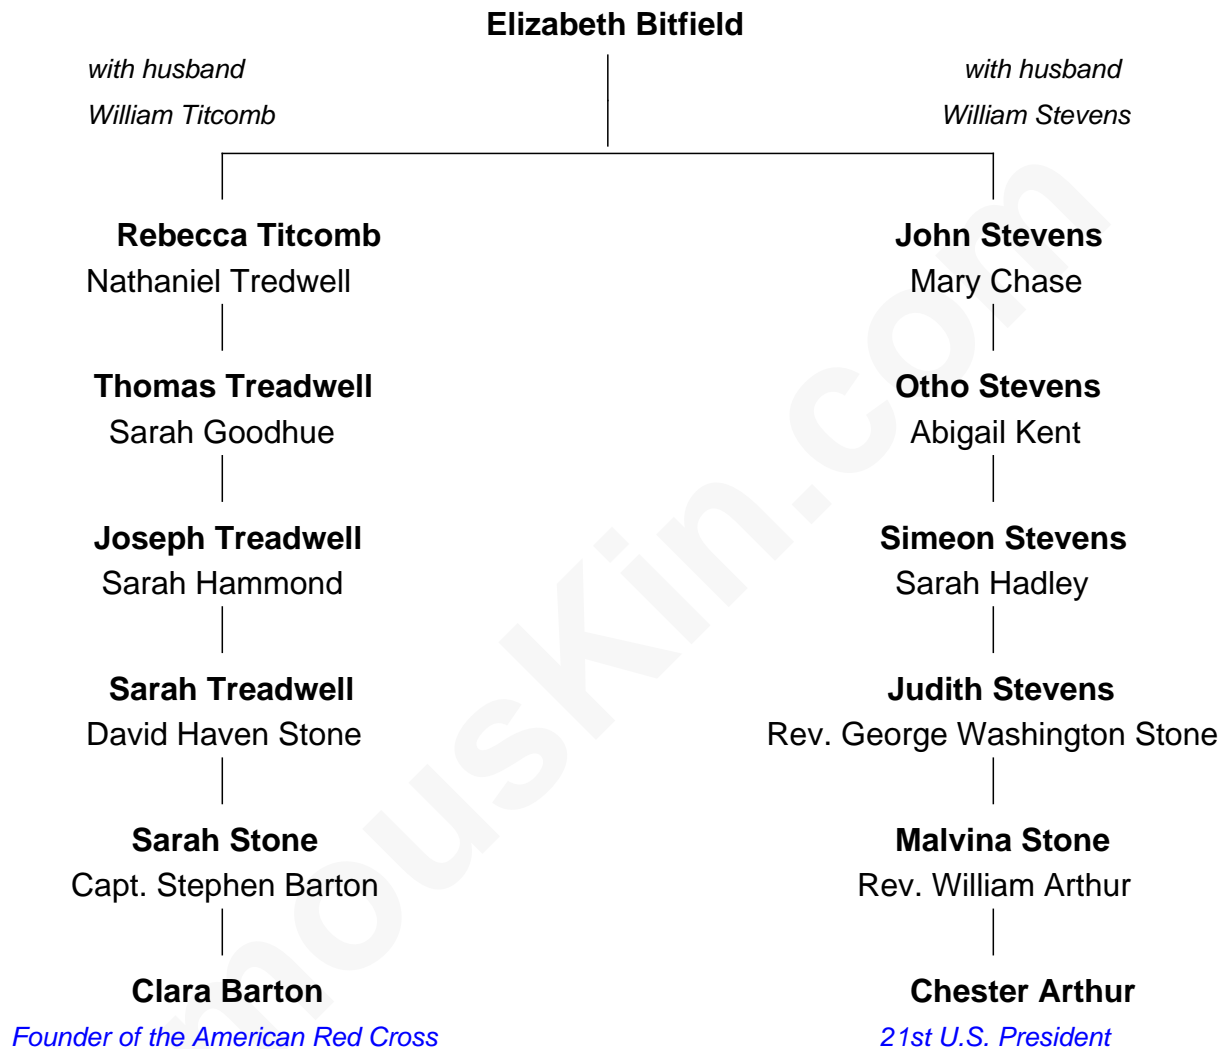 Elizabeth Bitfield
with husband
William Titcomb
with husband
William Stevens
Rebecca Titcomb
Nathaniel Tredwell
John Stevens
Mary Chase
Thomas Treadwell
Sarah Goodhue
Otho Stevens
Abigail Kent
Joseph Treadwell
Sarah Hammond
Simeon Stevens
Sarah Hadley
Sarah Treadwell
David Haven Stone
Judith Stevens
Rev. George Washington Stone
Sarah Stone
Capt. Stephen Barton
Malvina Stone
Rev. William Arthur
Clara Barton
Founder of the American Red Cross
Chester Arthur
21st U.S. President
mousKin.com